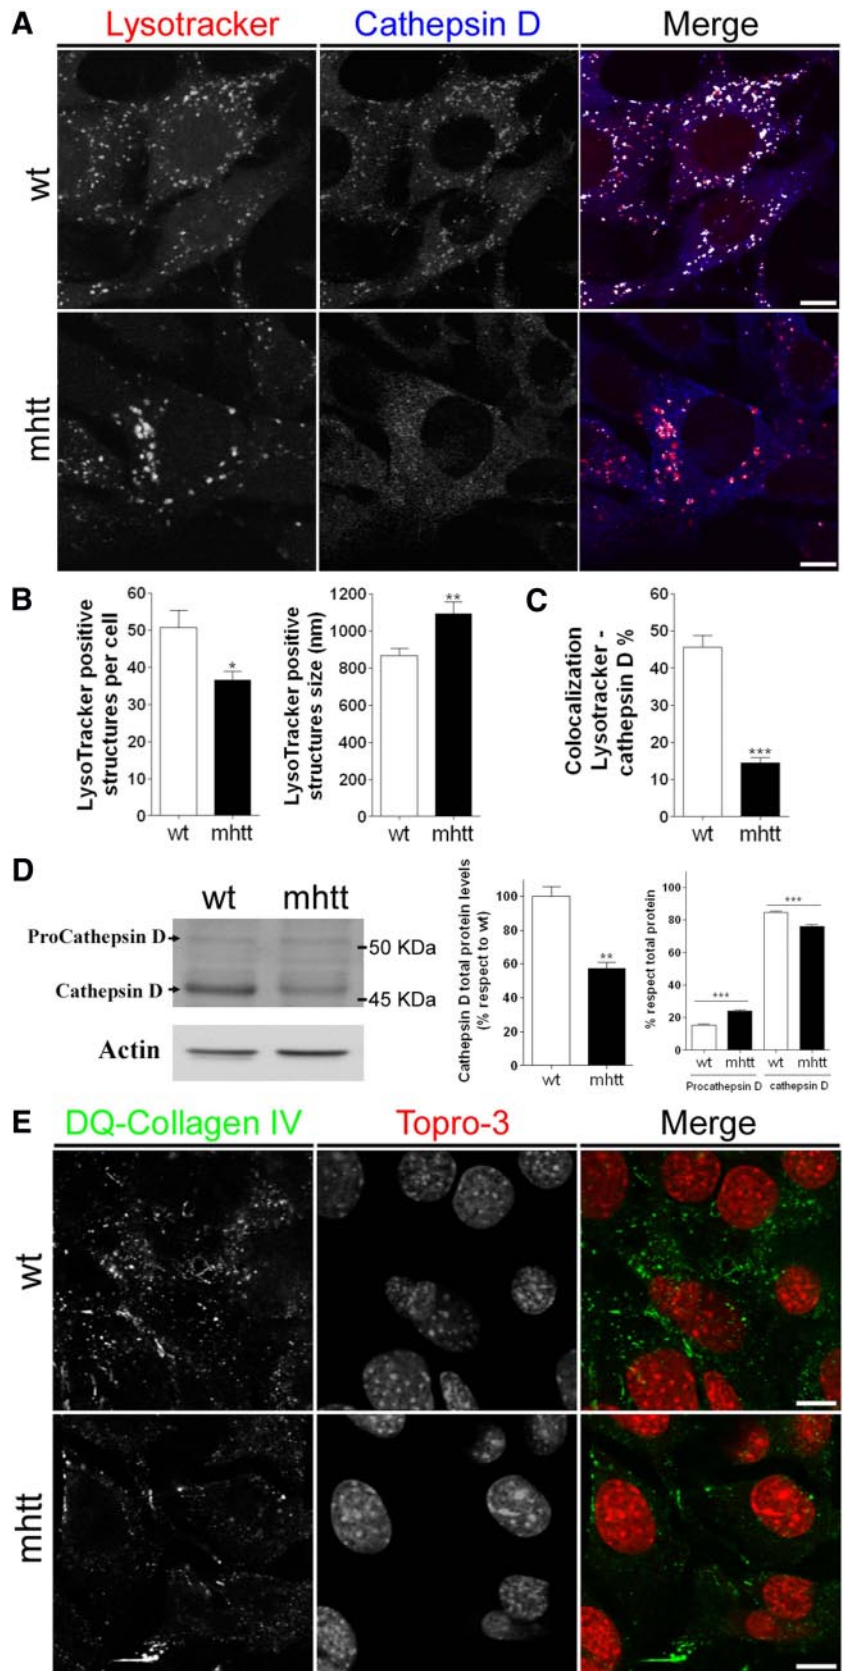 A
Lysotracker
Cathepsin D
Merge
wt
mhtt
B
LysoTracker positive
structures per cell
60
50
40
30
20
10
0
*
wt
mhtt
LysoTracker positive
structures size (nm)
1200
1000
800
600
400
200
0
**
wt
mhtt
C
Colocalization
Lysotracker -
cathepsin D %
60
50
40
30
20
10
0
***
wt
mhtt
D
wt
mhtt
ProCathepsin D
50 KDa
Cathepsin D
45 KDa
Actin
Cathepsin D total protein levels
(% respect to wt)
100
80
60
40
20
0
**
wt
mhtt
% respect total protein
100
80
60
40
20
0
***
***
wt
mhtt
wt
mhtt
Procathepsin D
cathepsin D
E
DQ-Collagen IV
Topro-3
Merge
wt
mhtt